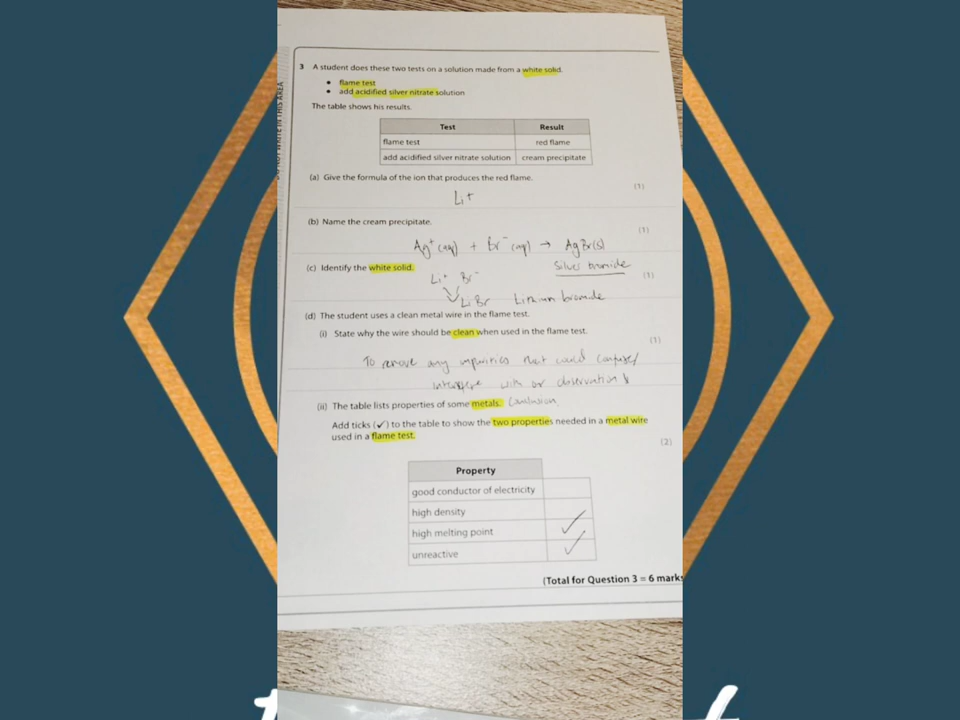 3 A student does these two tests on a solution made from a white solid.
• flame test
• add acidified silver nitrate solution
The table shows his results.
Test Result
flame test red flame
add acidified silver nitrate solution cream precipitate
(a) Give the formula of the ion that produces the red flame.
(1)
Li+
(b) Name the cream precipitate.
(1)
Ag+(aq) + Br-(aq) → AgBr(s)
(c) Identify the white solid.
Silver bromide
(1)
Li+ Br-
LiBr Lithium bromide
(d) The student uses a clean metal wire in the flame test.
(i) State why the wire should be clean when used in the flame test.
(1)
To remove any impurities that could confuse/
interfere with observation &
(ii) The table lists properties of some metals. Conclusion
Add ticks (✓) to the table to show the two properties needed in a metal wire
used in a flame test.
(2)
Property
good conductor of electricity
high density
high melting point ✓
unreactive ✓
(Total for Question 3 = 6 mark
IN THIS AREA